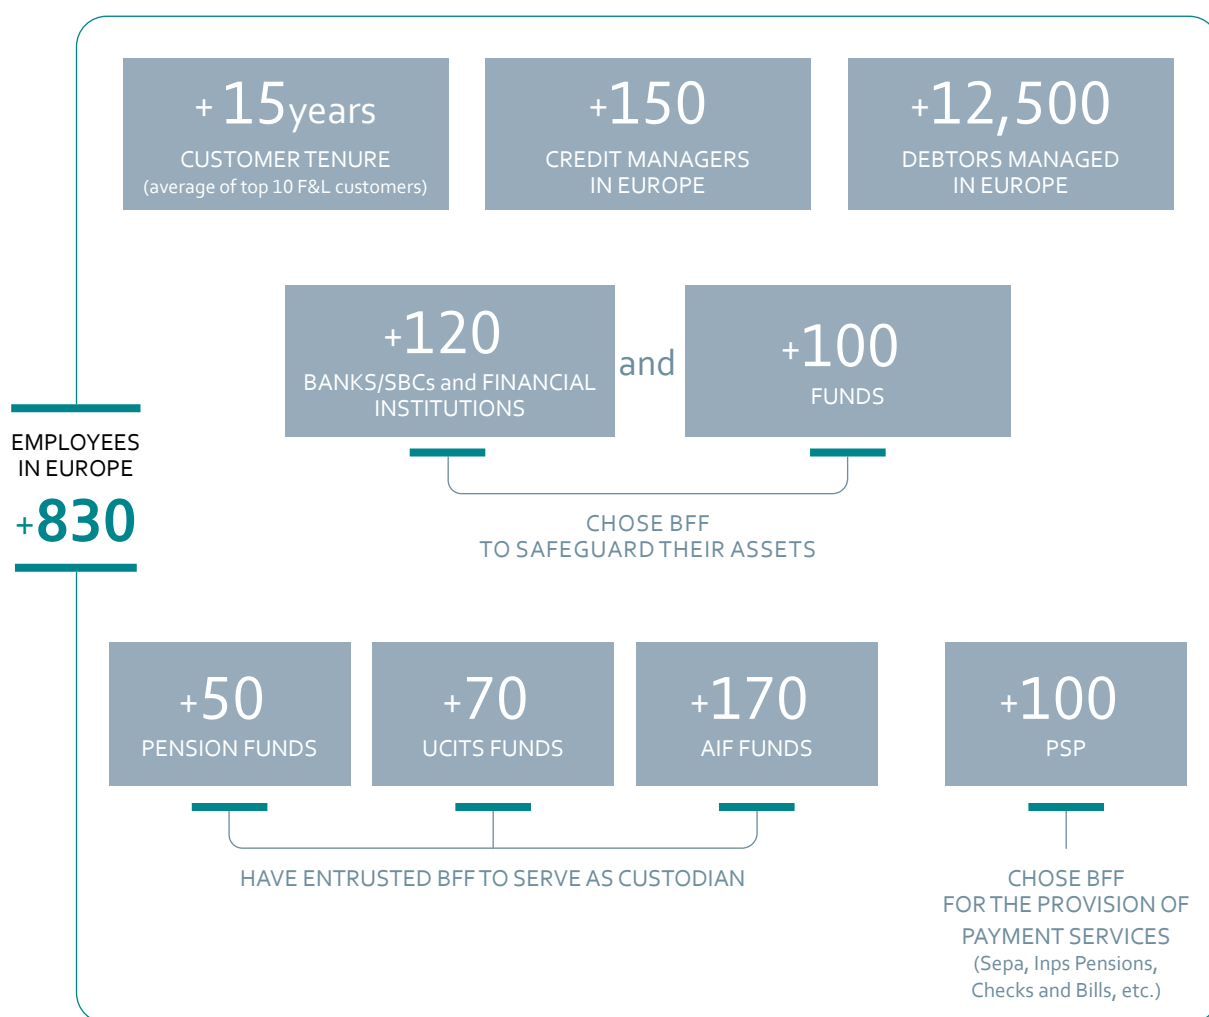 + 15years
CUSTOMER TENURE
(average of top 10 F&L customers)
+150
CREDIT MANAGERS
IN EUROPE
+12,500
DEBTORS MANAGED
IN EUROPE
+120
BANKS/SBCs and FINANCIAL
INSTITUTIONS
and
+100
FUNDS
CHOSE BFF
TO SAFEGUARD THEIR ASSETS
EMPLOYEES
IN EUROPE
+830
+50
PENSION FUNDS
+70
UCITS FUNDS
+170
AIF FUNDS
HAVE ENTRUSTED BFF TO SERVE AS CUSTODIAN
+100
PSP
CHOSE BFF
FOR THE PROVISION OF
PAYMENT SERVICES
(Sepa, Inps Pensions,
Checks and Bills, etc.)